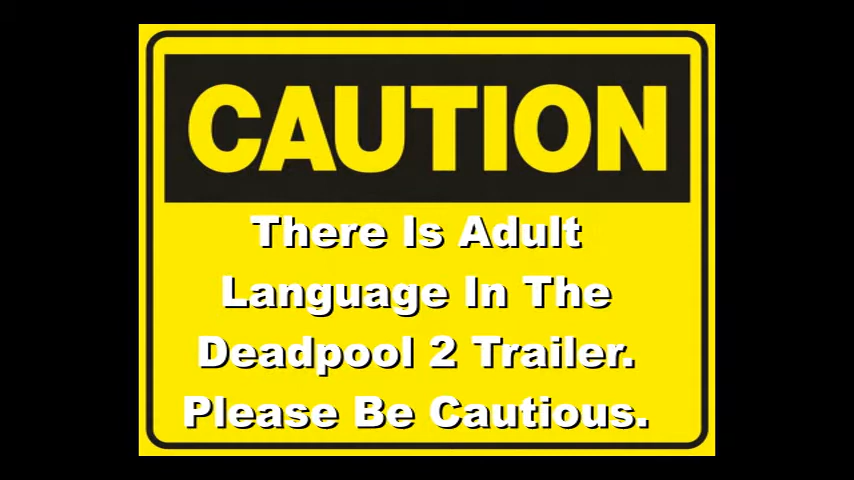 CAUTION
There Is Adult
Language In The
Deadpool 2 Trailer.
Please Be Cautious.